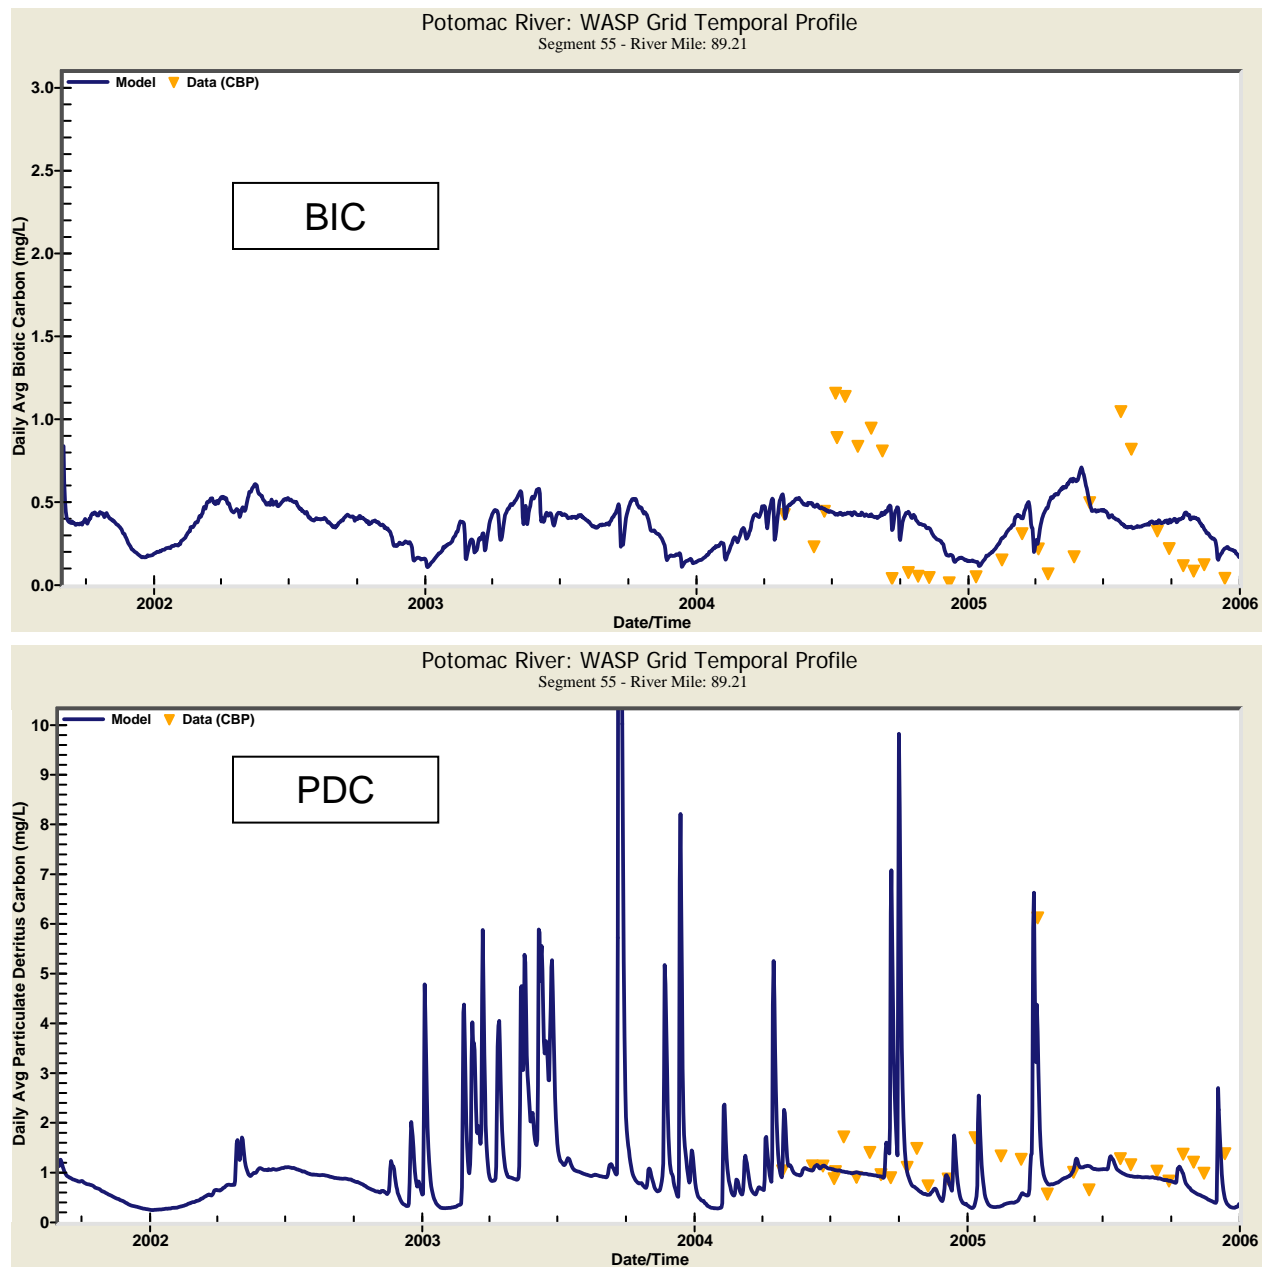 Potomac River: WASP Grid Temporal Profile
Segment 55 - River Mile: 89.21
Model Data (CBP)
3.0
2.5
2.0
1.5
1.0
0.5
0.0
Daily Avg Biotic Carbon (mg/L)
BIC
2002 2003 2004 2005 2006
Date/Time
Potomac River: WASP Grid Temporal Profile
Segment 55 - River Mile: 89.21
Model Data (CBP)
10
9
8
7
6
5
4
3
2
1
0
Daily Avg Particulate Detritus Carbon (mg/L)
PDC
2002 2003 2004 2005 2006
Date/Time